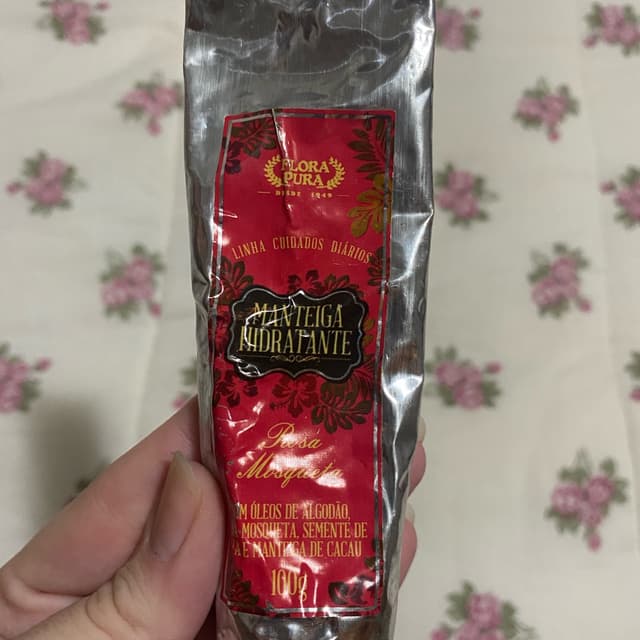 FLORA
PURA
DESDE 1949
LINHA CUIDADOS DIÁRIOS
MANTEIGA
HIDRATANTE
Rosa
Mosqueta
ÓLEOS DE ALGODÃO,
MOSQUETA, SEMENTE DE
E MANTEIGA DE CACAU
100g